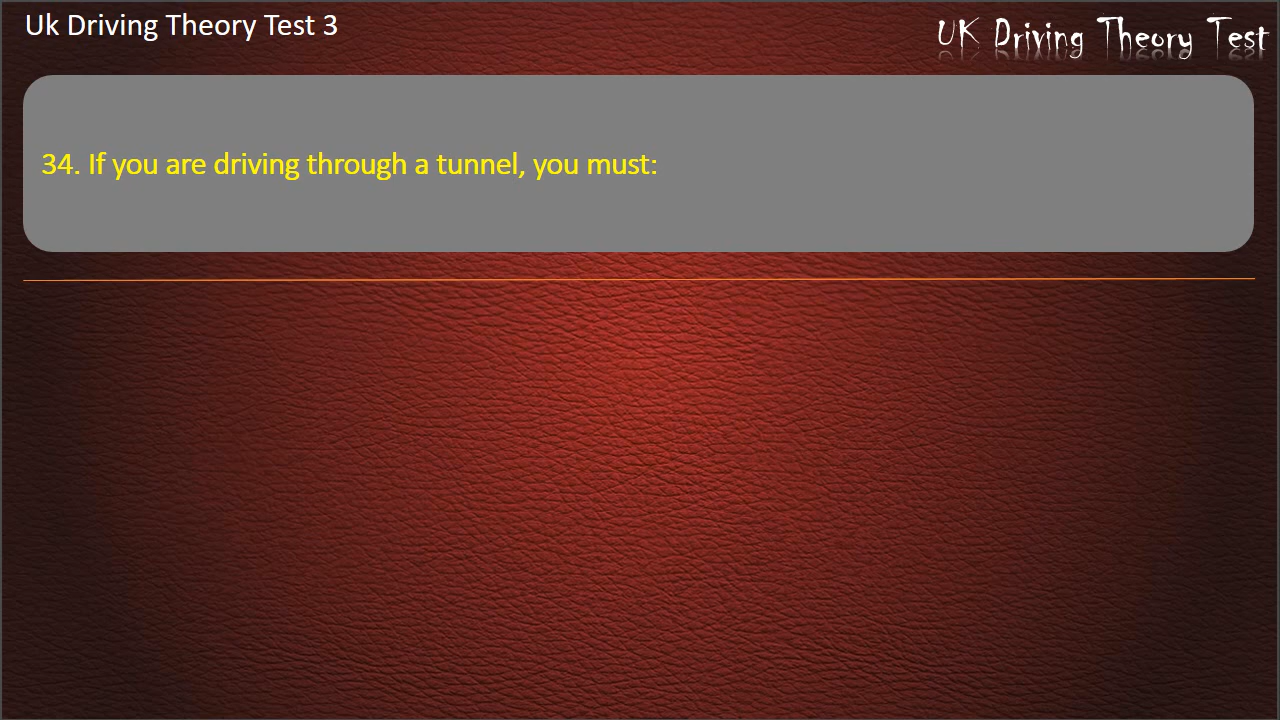 Uk Driving Theory Test 3
UK Driving Theory Test
34. If you are driving through a tunnel, you must: